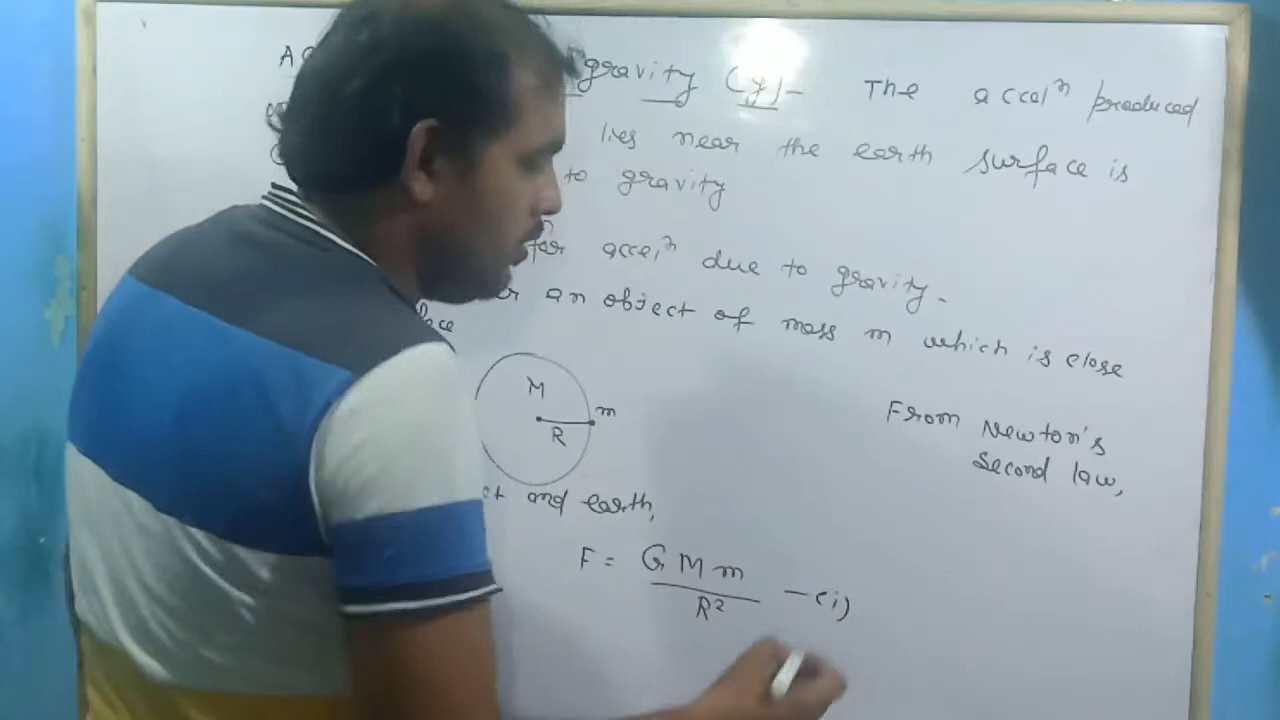 gravity (g)- The accelⁿ produced
lies near the earth surface is
to gravity
for accelⁿ due to gravity.
an object of mass m which is close
M
m
R
From Newton's
second law,
and earth,
F = G M m / R² -(i)